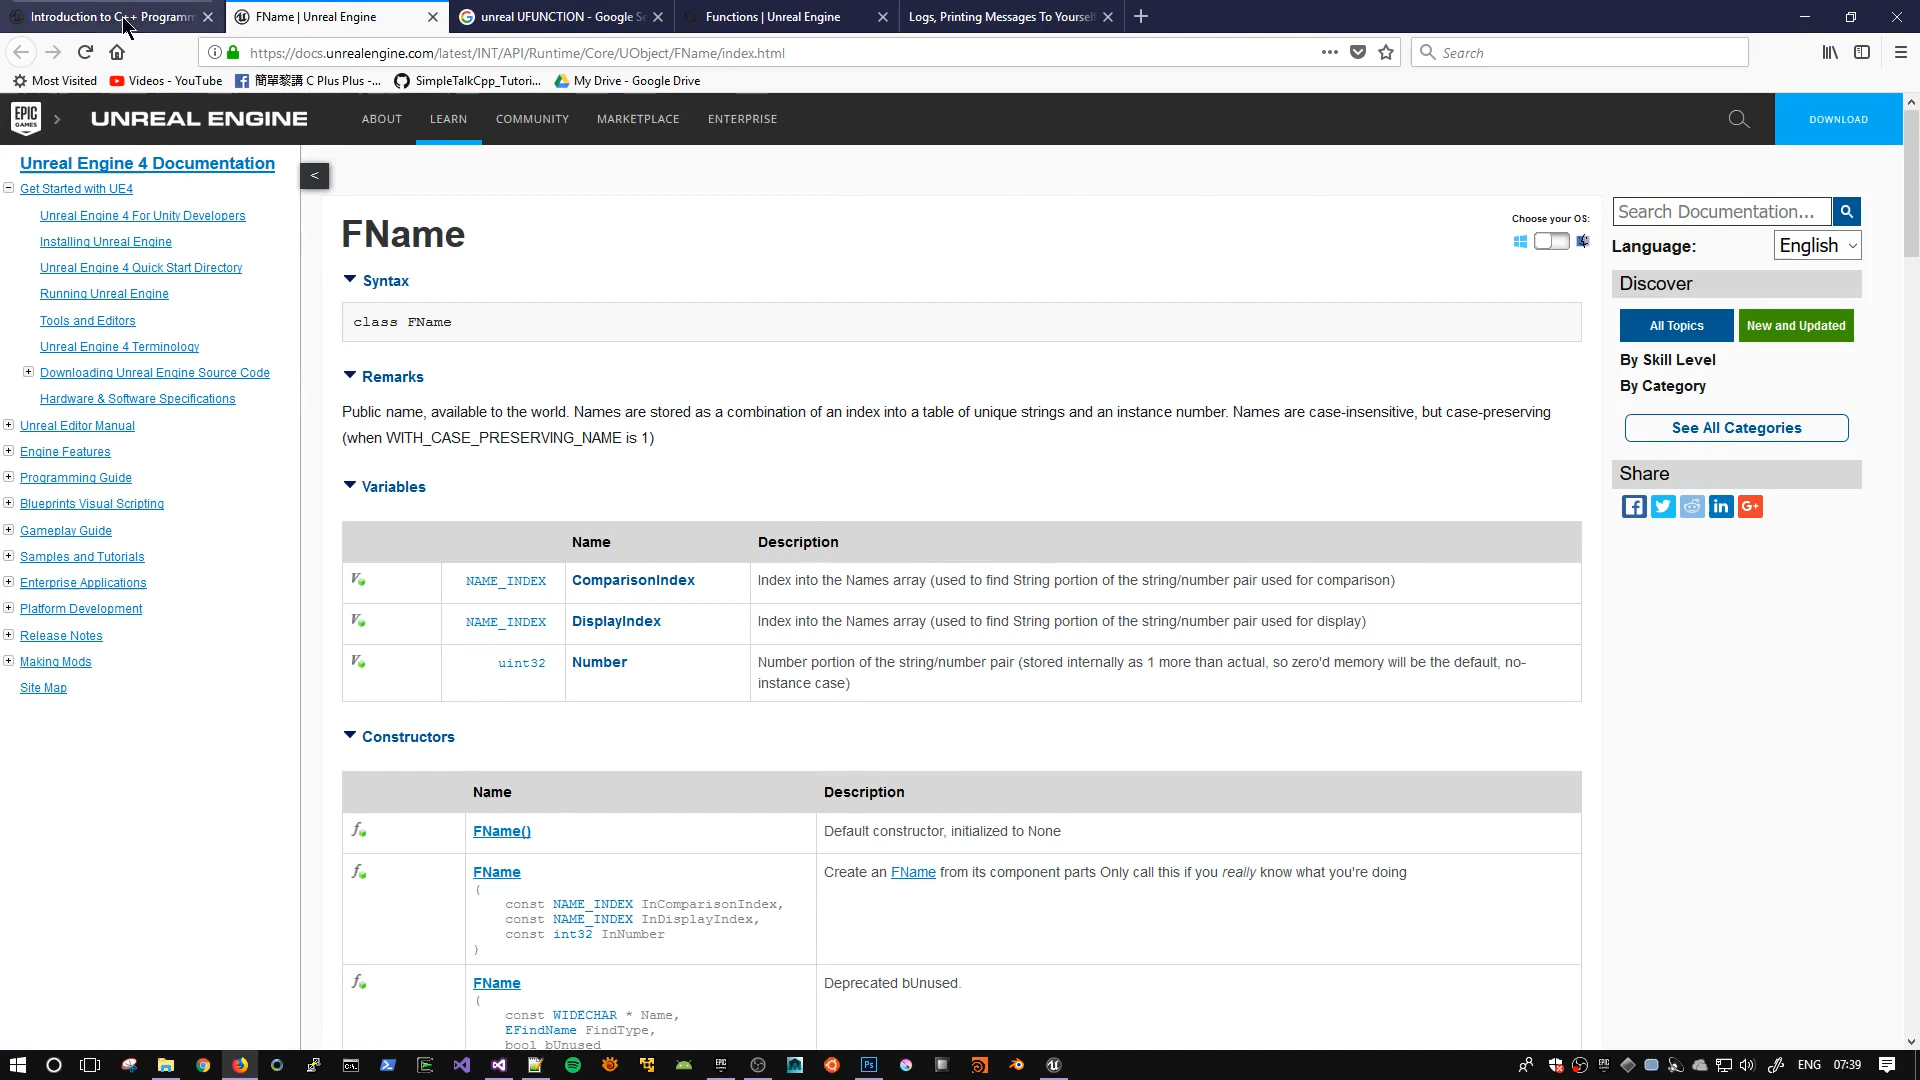 Introduction to C++ Programm
FName | Unreal Engine
unreal UFUNCTION - Google Se
Functions | Unreal Engine
Logs, Printing Messages To Yourself
https://docs.unrealengine.com/latest/INT/API/Runtime/Core/UObject/FName/index.html
Search
Most Visited
Videos - YouTube
簡單黎講 C Plus Plus -...
SimpleTalkCpp_Tutori...
My Drive - Google Drive
EPIC GAMES
UNREAL ENGINE
ABOUT
LEARN
COMMUNITY
MARKETPLACE
ENTERPRISE
DOWNLOAD
Unreal Engine 4 Documentation
Get Started with UE4
Unreal Engine 4 For Unity Developers
Installing Unreal Engine
Unreal Engine 4 Quick Start Directory
Running Unreal Engine
Tools and Editors
Unreal Engine 4 Terminology
Downloading Unreal Engine Source Code
Hardware & Software Specifications
Unreal Editor Manual
Engine Features
Programming Guide
Blueprints Visual Scripting
Gameplay Guide
Samples and Tutorials
Enterprise Applications
Platform Development
Release Notes
Making Mods
Site Map
<
FName
Choose your OS:
Syntax
class FName
Remarks
Public name, available to the world. Names are stored as a combination of an index into a table of unique strings and an instance number. Names are case-insensitive, but case-preserving
(when WITH_CASE_PRESERVING_NAME is 1)
Variables
Name Description
NAME_INDEX ComparisonIndex Index into the Names array (used to find String portion of the string/number pair used for comparison)
NAME_INDEX DisplayIndex Index into the Names array (used to find String portion of the string/number pair used for display)
uint32 Number Number portion of the string/number pair (stored internally as 1 more than actual, so zero'd memory will be the default, no-
instance case)
Constructors
Name Description
FName() Default constructor, initialized to None
FName Create an FName from its component parts Only call this if you really know what you're doing
(
const NAME_INDEX InComparisonIndex,
const NAME_INDEX InDisplayIndex,
const int32 InNumber
)
FName Deprecated bUnused.
(
const WIDECHAR * Name,
EFindName FindType,
bool bUnused
Search Documentation...
Language: English
Discover
All Topics
New and Updated
By Skill Level
By Category
See All Categories
Share
G+
Ps
ENG
07:39